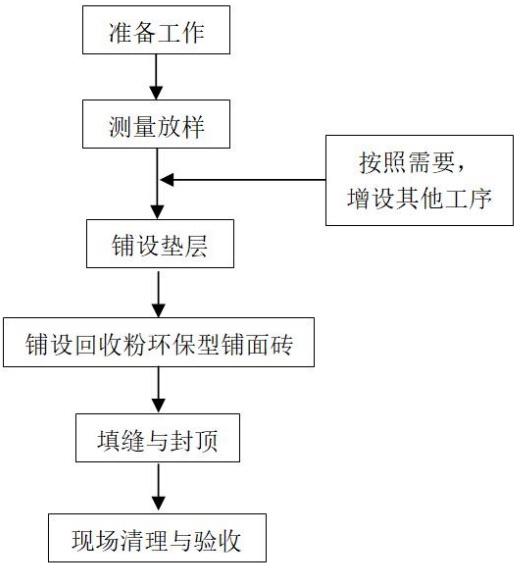 准备工作
测量放样
按照需要，
增设其他工序
铺设垫层
铺设回收粉环保型铺面砖
填缝与封顶
现场清理与验收